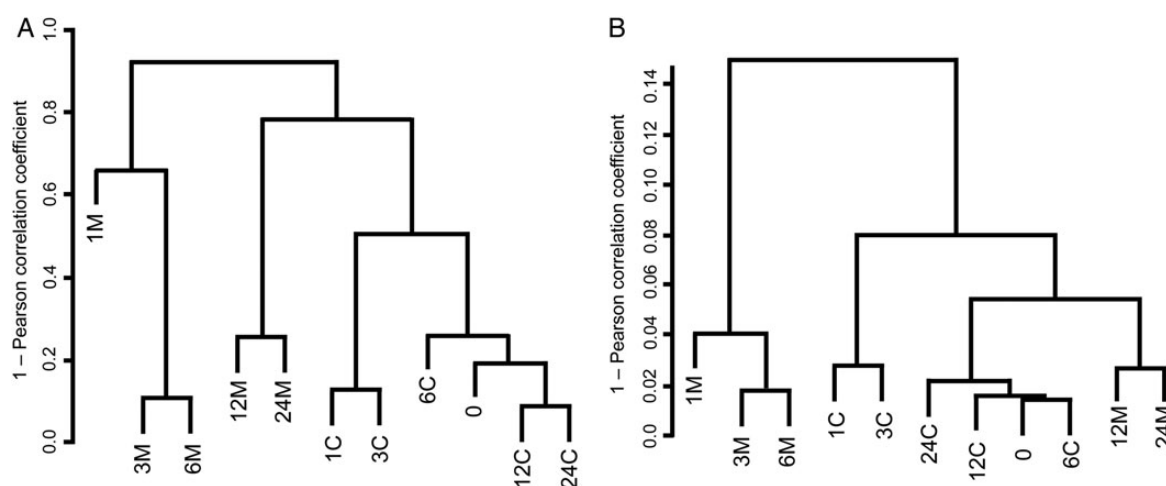 A
1 – Pearson correlation coefficient
1.0
0.8
0.6
0.4
0.2
0.0
1M
3M
6M
12M
24M
1C
3C
6C
0
12C
24C
B
1 – Pearson correlation coefficient
0.14
0.12
0.10
0.08
0.06
0.04
0.02
0.0
1M
3M
6M
1C
3C
24C
12C
0
6C
12M
24M